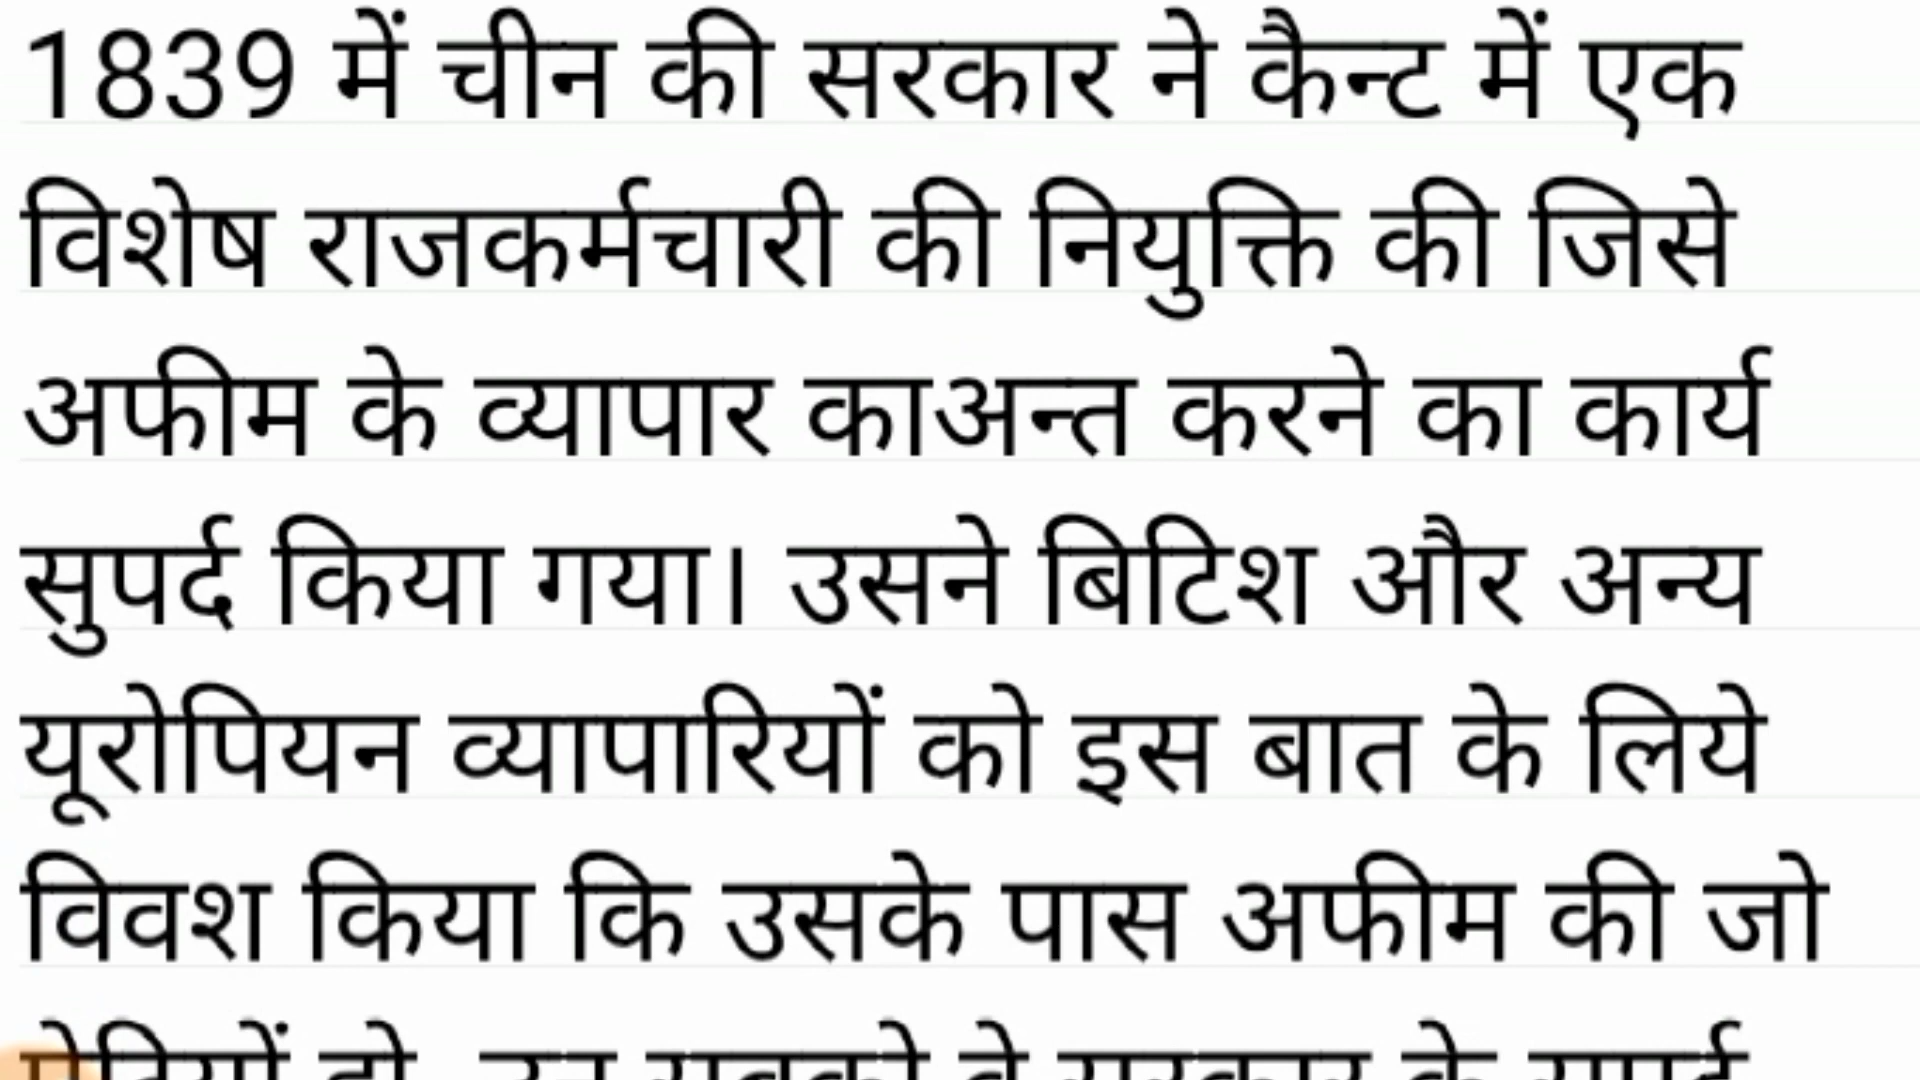 1839 में चीन की सरकार ने कैन्ट में एक
विशेष राजकर्मचारी की नियुक्ति की जिसे
अफीम के व्यापार काअन्त करने का कार्य
सुपर्द किया गया। उसने बिटिश और अन्य
यूरोपियन व्यापारियों को इस बात के लिये
विवश किया कि उसके पास अफीम की जो